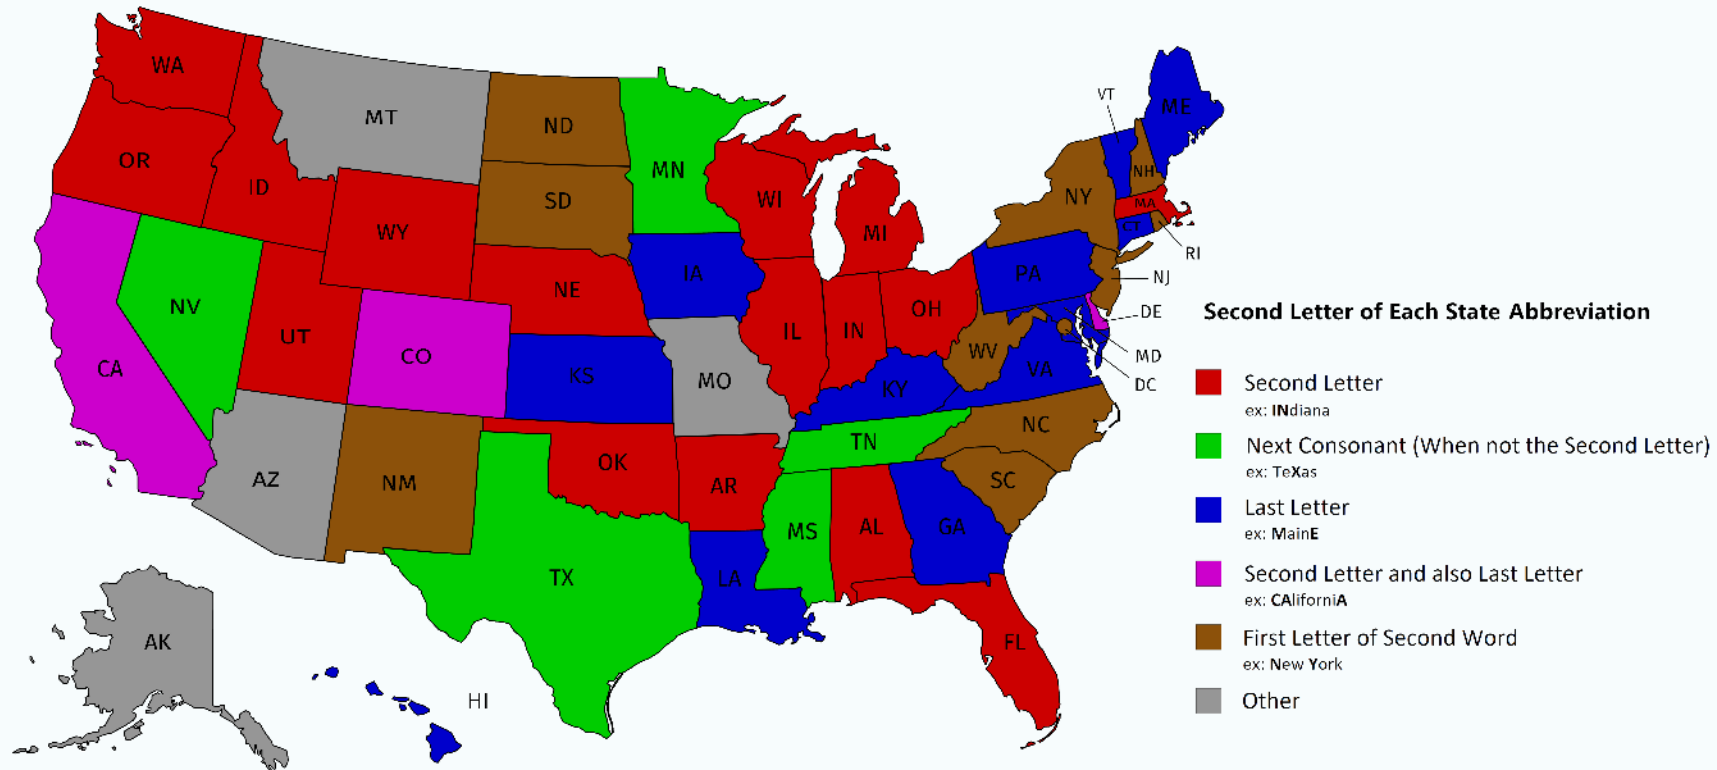 WA
MT
ND
MN
VT
ME
OR
ID
SD
WI
MI
NY
NH
MA
CT
RI
WY
NE
IA
PA
NJ
NV
UT
CO
IL
IN
OH
DE
MD
DC
CA
KS
MO
WV
VA
KY
AZ
NM
OK
AR
TN
NC
SC
TX
LA
MS
AL
GA
FL
AK
HI
Second Letter of Each State Abbreviation
Second Letter
ex: INdiana
Next Consonant (When not the Second Letter)
ex: TeXas
Last Letter
ex: MainE
Second Letter and also Last Letter
ex: CAliforniA
First Letter of Second Word
ex: New York
Other